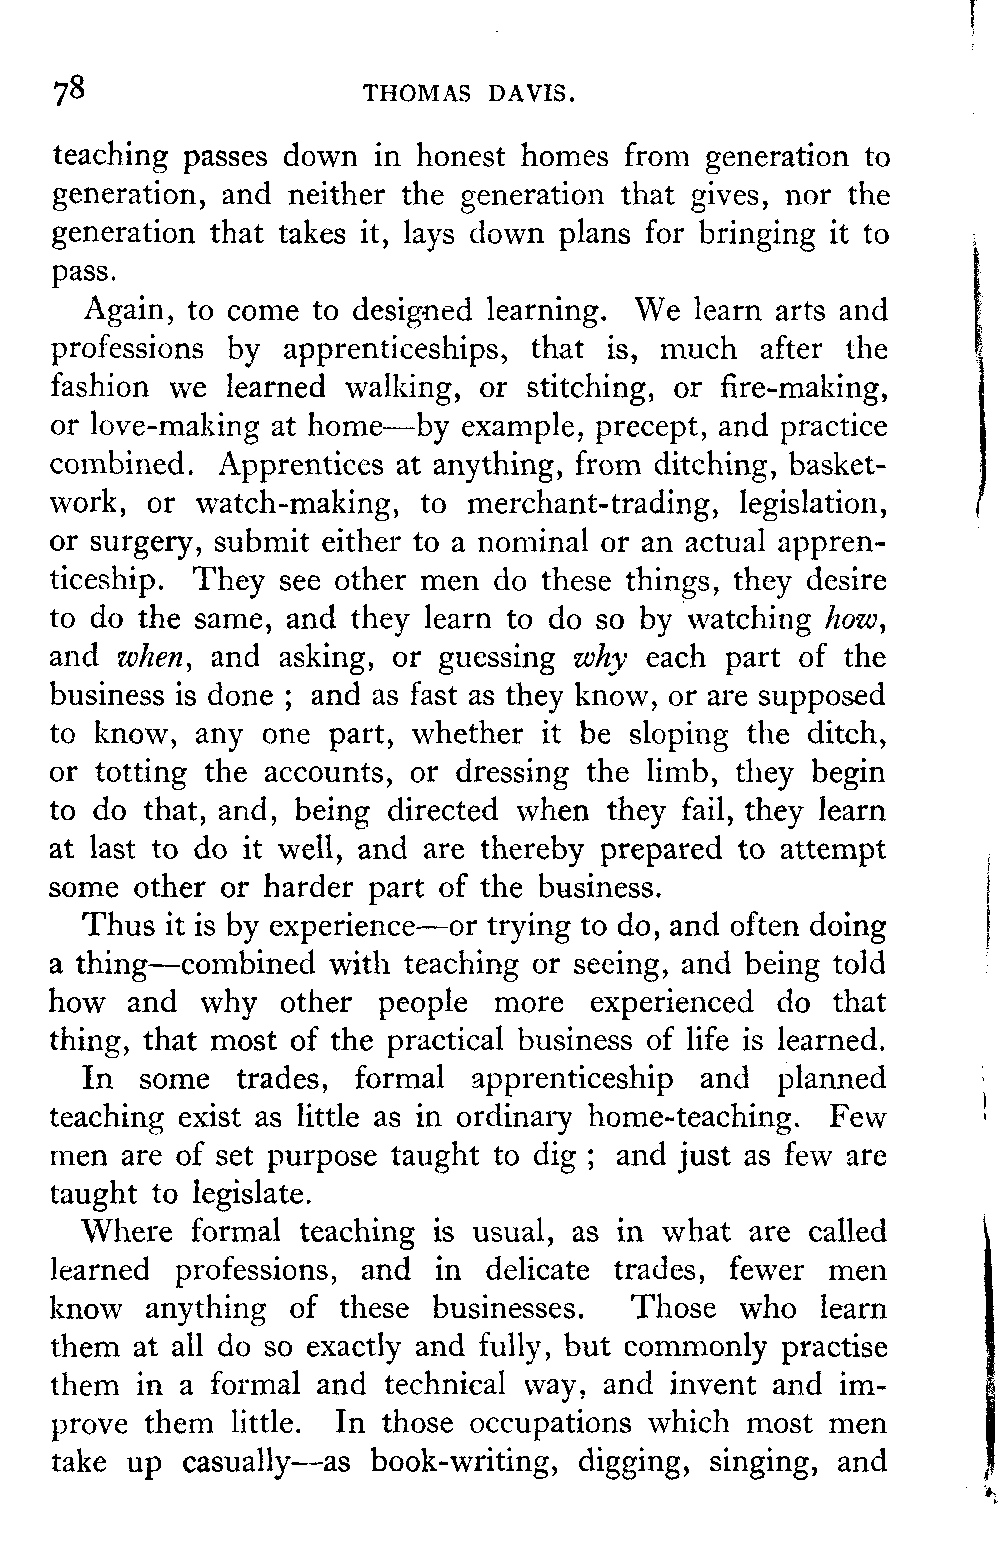 78 THOMAS DAVIS.
teaching passes down in honest homes from generation to
generation, and neither the generation that gives, nor the
generation that takes it, lays down plans for bringing it to
pass.
Again, to come to designed learning. We learn arts and
professions by apprenticeships, that is, much after the
fashion we learned walking, or stitching, or fire-making,
or love-making at home—by example, precept, and practice
combined. Apprentices at anything, from ditching, basket-
work, or watch-making, to merchant-trading, legislation,
or surgery, submit either to a nominal or an actual appren-
ticeship. They see other men do these things, they desire
to do the same, and they learn to do so by watching how,
and when, and asking, or guessing why each part of the
business is done ; and as fast as they know, or are supposed
to know, any one part, whether it be sloping the ditch,
or totting the accounts, or dressing the limb, they begin
to do that, and, being directed when they fail, they learn
at last to do it well, and are thereby prepared to attempt
some other or harder part of the business.
Thus it is by experience—or trying to do, and often doing
a thing—combined with teaching or seeing, and being told
how and why other people more experienced do that
thing, that most of the practical business of life is learned.
In some trades, formal apprenticeship and planned
teaching exist as little as in ordinary home-teaching. Few
men are of set purpose taught to dig ; and just as few are
taught to legislate.
Where formal teaching is usual, as in what are called
learned professions, and in delicate trades, fewer men
know anything of these businesses. Those who learn
them at all do so exactly and fully, but commonly practise
them in a formal and technical way, and invent and im-
prove them little. In those occupations which most men
take up casually—as book-writing, digging, singing, and